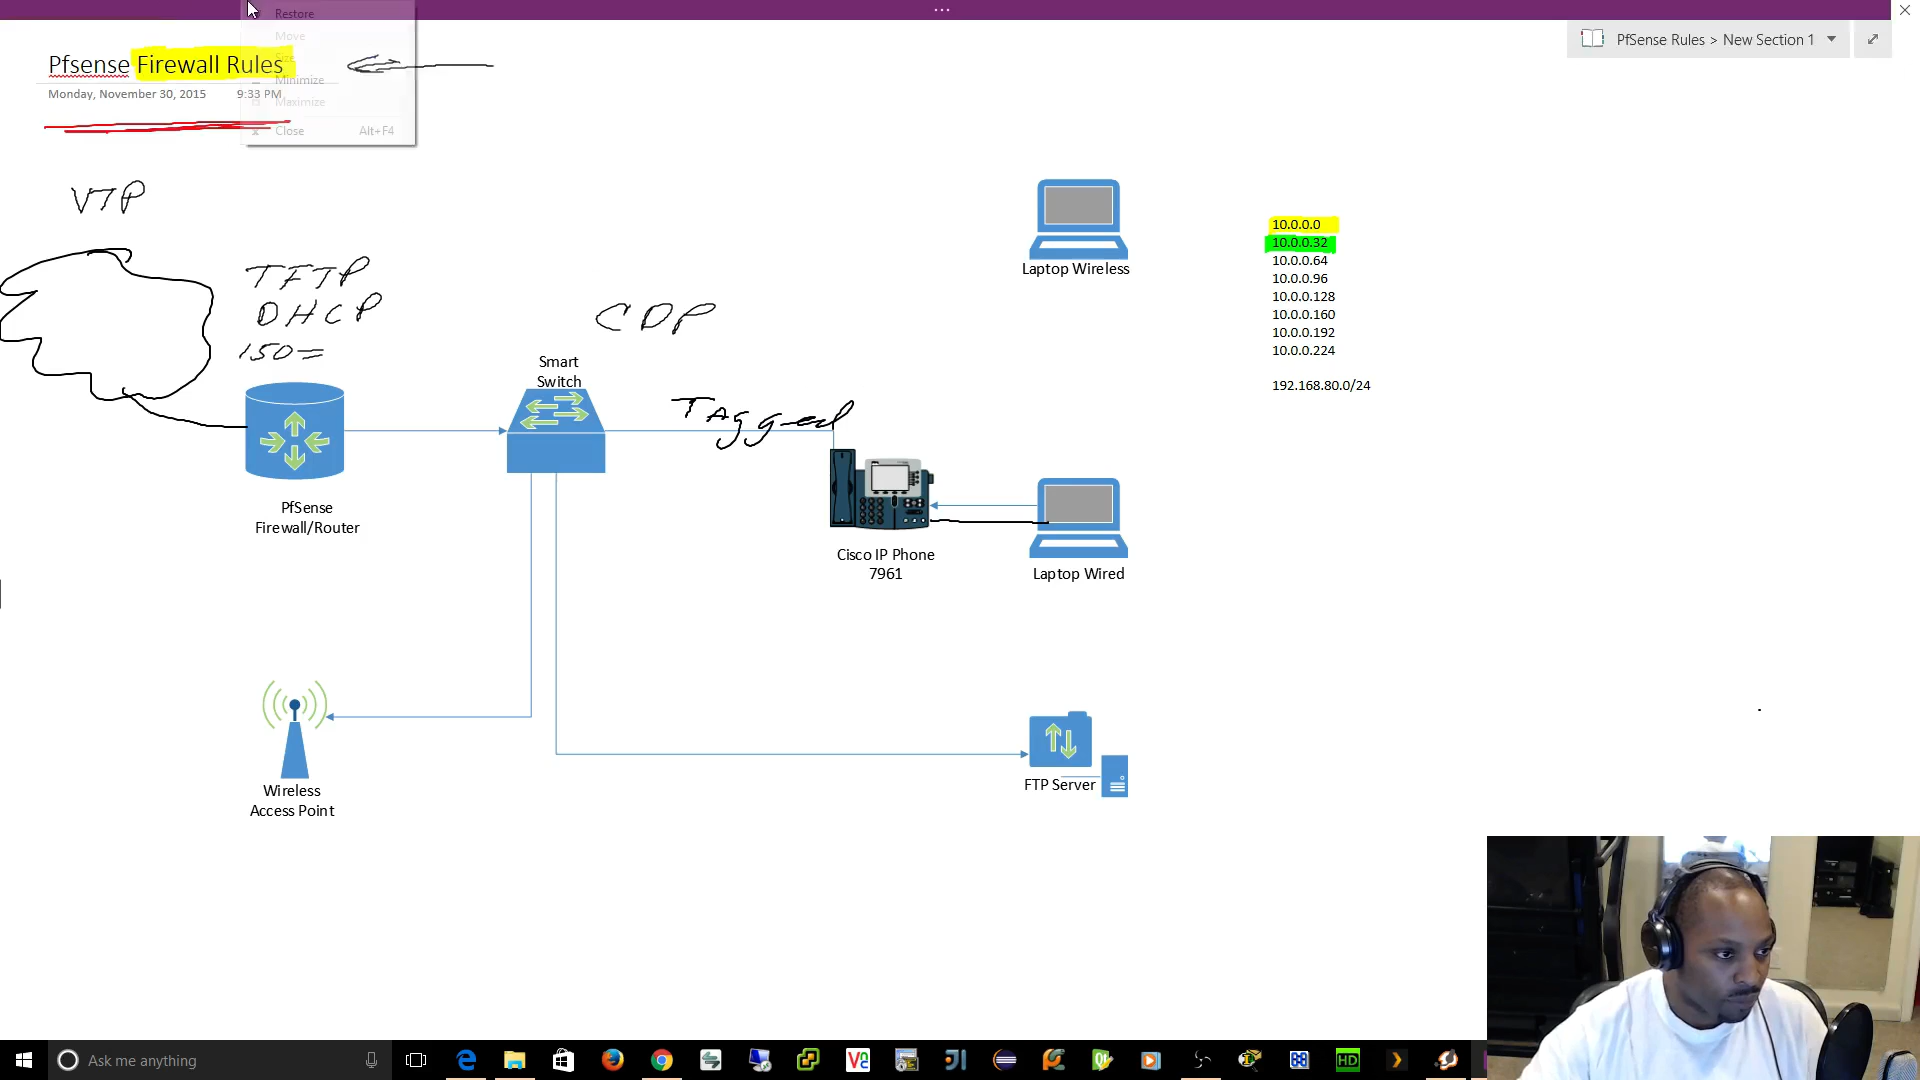 Restore
Move
Size
Minimize
Maximize
Close Alt+F4
PfSense Rules > New Section 1
Pfsense Firewall Rules
Monday, November 30, 2015 9:33 PM
VTP
TFTP
DHCP
150=
CDP
Smart
Switch
Tagged
PfSense
Firewall/Router
Laptop Wireless
10.0.0.0
10.0.0.32
10.0.0.64
10.0.0.96
10.0.0.128
10.0.0.160
10.0.0.192
10.0.0.224
192.168.80.0/24
Cisco IP Phone
7961
Laptop Wired
Wireless
Access Point
FTP Server
Ask me anything
HD